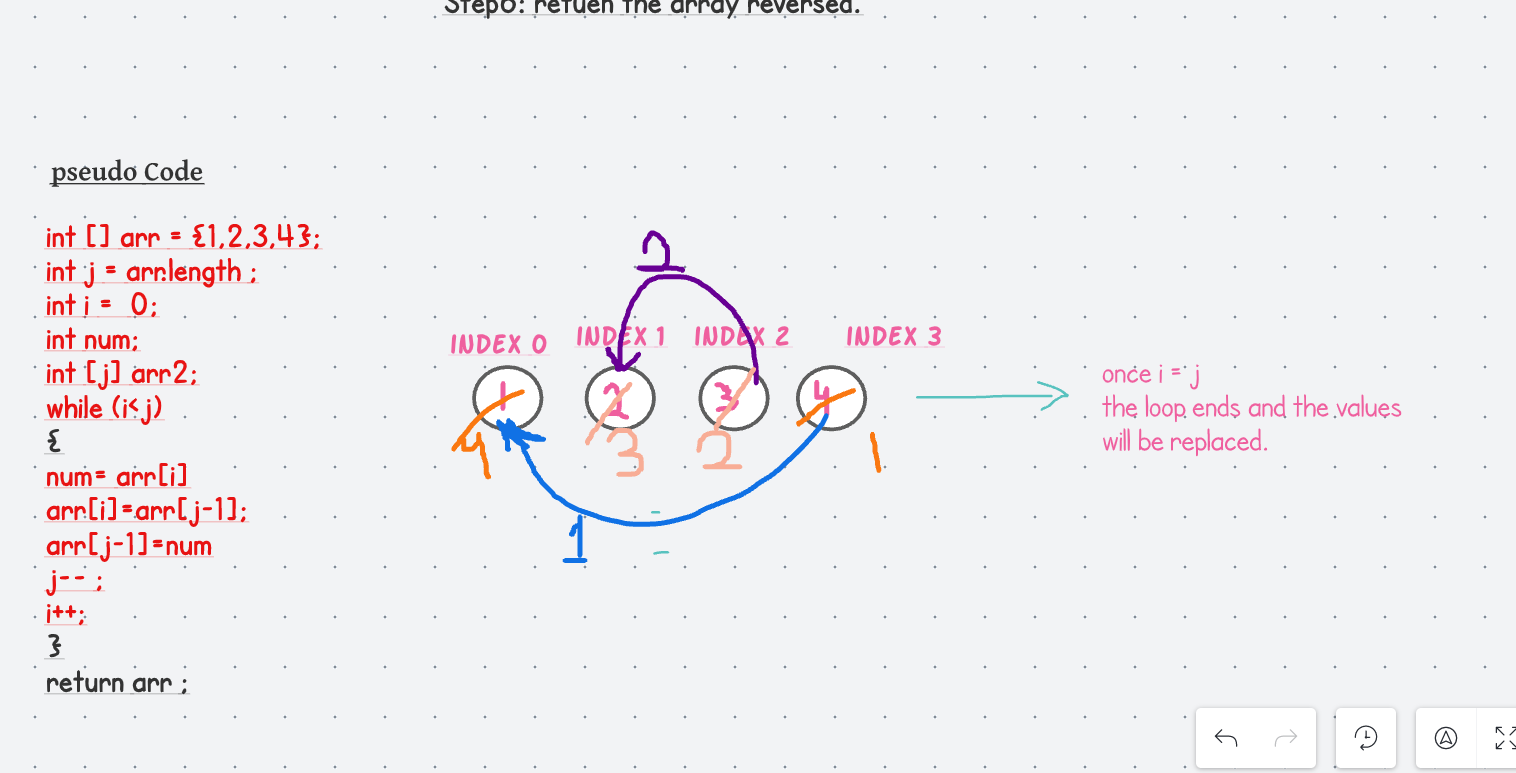 Step6: retuen the array reversed.
pseudo Code
int [] arr = {1,2,3,4};
int j = arr.length ;
int i =  0;
int num;
int [j] arr2;
while (i<j)
{
num= arr[i]
arr[i]=arr[j-1];
arr[j-1]=num
j-- ;
i++;
}
return arr ;
2
INDEX 0 INDEX 1 INDEX 2 INDEX 3
1 2 3 4
4 3 2 1
1
once i = j
the loop ends and the values
will be replaced.